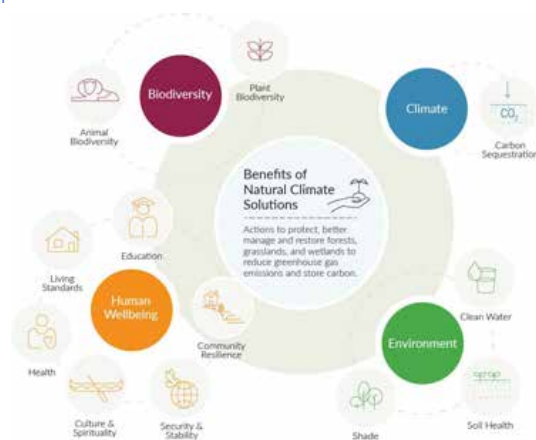 Benefits of
Natural Climate
Solutions
Actions to protect, better
manage and restore forests,
grasslands, and wetlands to
reduce greenhouse gas
emissions and store carbon.
Biodiversity
Plant
Biodiversity
Animal
Biodiversity
Climate
CO₂
Carbon
Sequestration
Education
Living
Standards
Human
Wellbeing
Community
Resilience
Health
Culture &
Spirituality
Security &
Stability
Environment
Clean Water
Soil Health
Shade